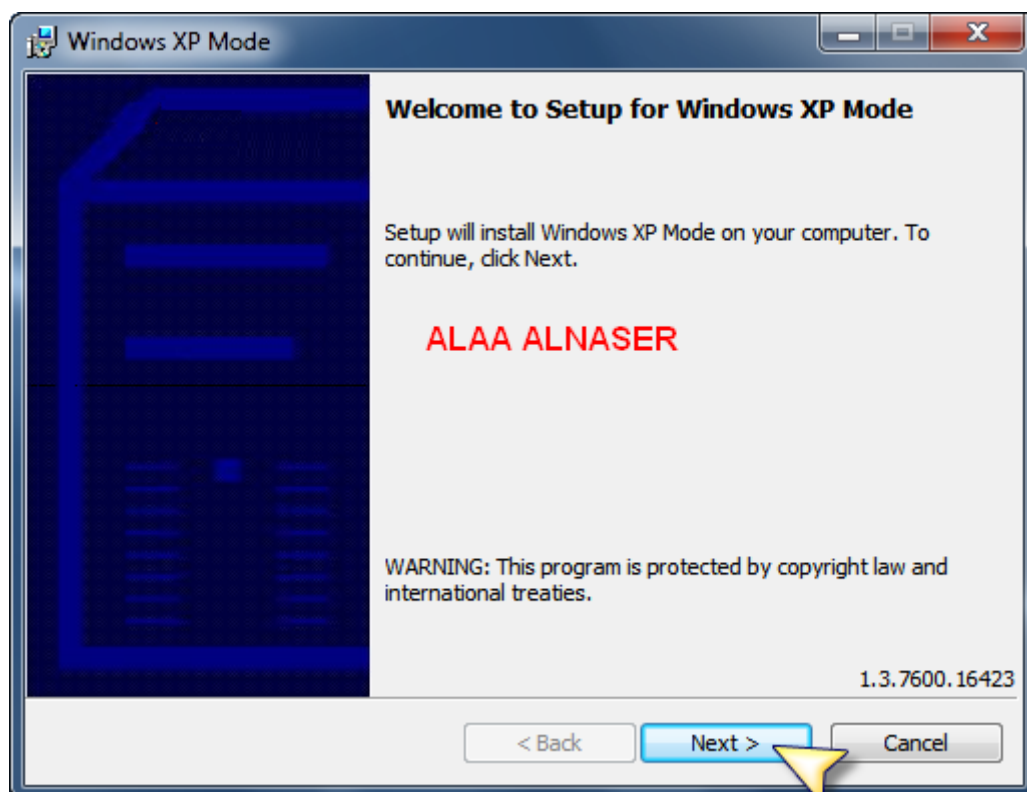 Windows XP Mode
Welcome to Setup for Windows XP Mode
Setup will install Windows XP Mode on your computer. To
continue, click Next.
ALAA ALNASER
WARNING: This program is protected by copyright law and
international treaties.
1.3.7600.16423
< Back
Next >
Cancel